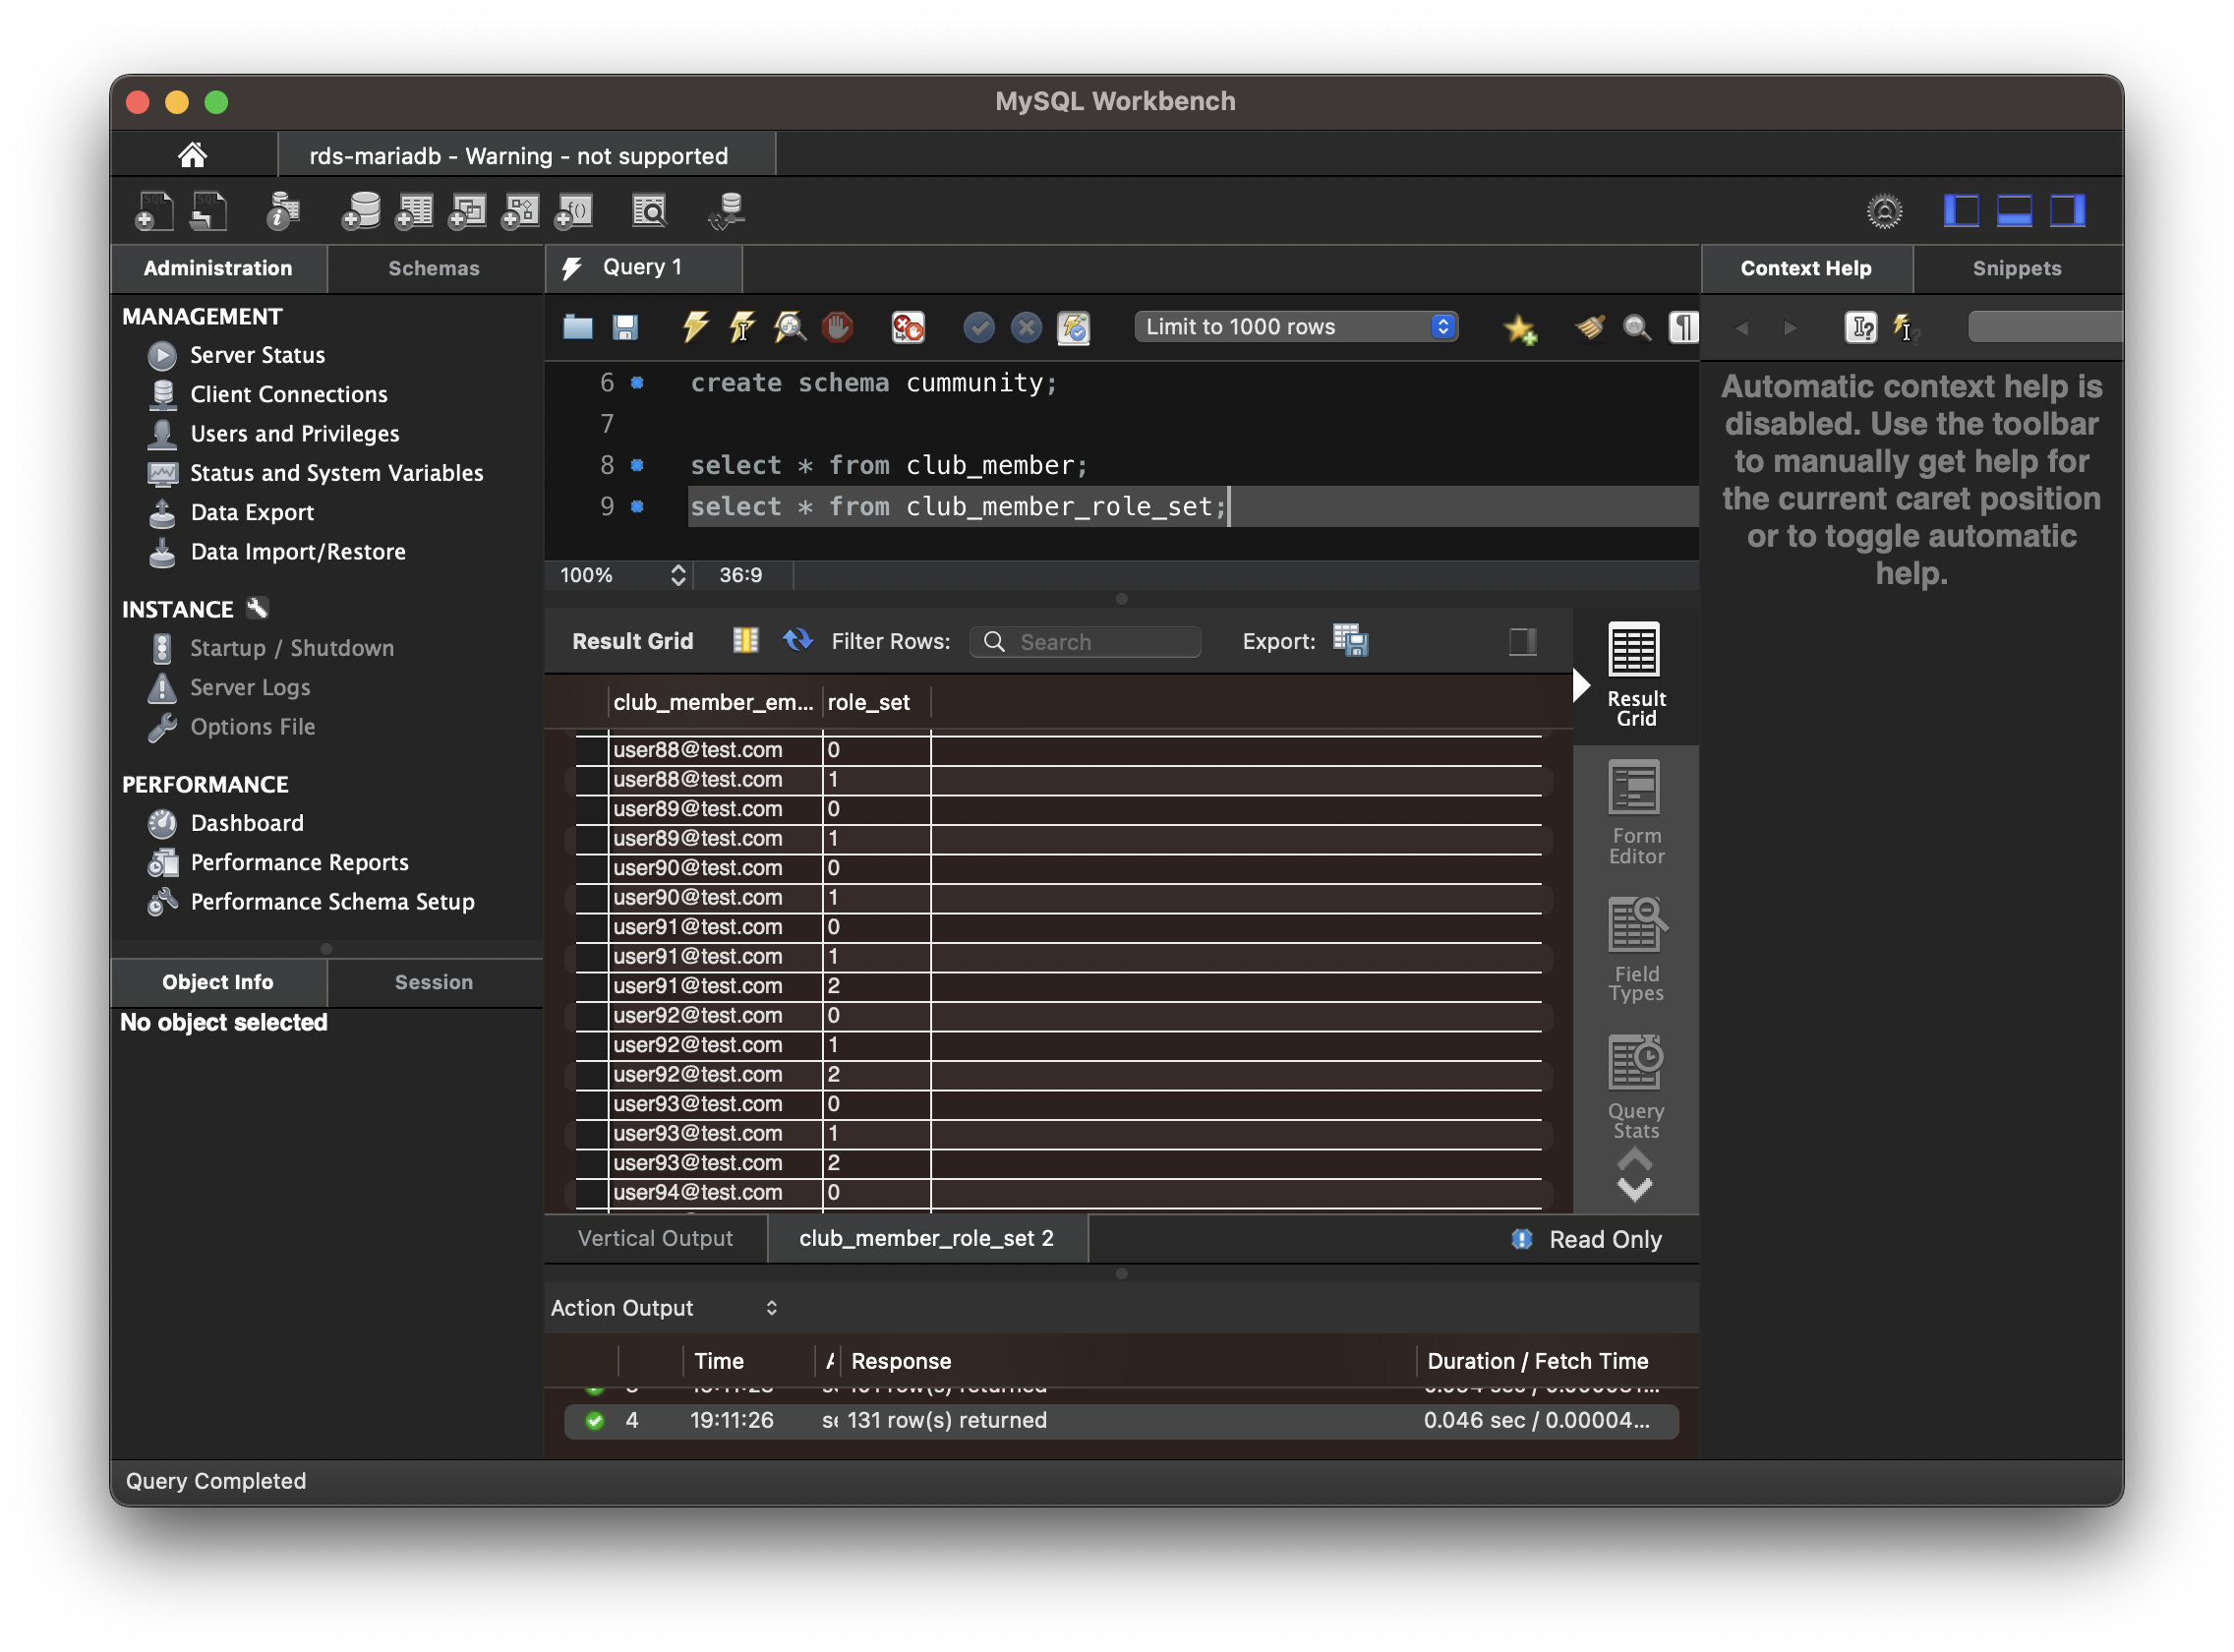 MySQL Workbench
rds-mariadb - Warning - not supported
Administration
Schemas
MANAGEMENT
Server Status
Client Connections
Users and Privileges
Status and System Variables
Data Export
Data Import/Restore
INSTANCE
Startup / Shutdown
Server Logs
Options File
PERFORMANCE
Dashboard
Performance Reports
Performance Schema Setup
Object Info
Session
No object selected
Query 1
Limit to 1000 rows
6 create schema cummunity;
7
8 select * from club_member;
9 select * from club_member_role_set;
100% 36:9
Result Grid Filter Rows: Search Export:
club_member_em... role_set
user88@test.com 0
user88@test.com 1
user89@test.com 0
user89@test.com 1
user90@test.com 0
user90@test.com 1
user91@test.com 0
user91@test.com 1
user91@test.com 2
user92@test.com 0
user92@test.com 1
user92@test.com 2
user93@test.com 0
user93@test.com 1
user93@test.com 2
user94@test.com 0
Result
Grid
Form
Editor
Field
Types
Query
Stats
Vertical Output
club_member_role_set 2
Read Only
Action Output
Time A Response Duration / Fetch Time
4 19:11:26 se 131 row(s) returned 0.046 sec / 0.00004...
Context Help
Snippets
Automatic context help is
disabled. Use the toolbar
to manually get help for
the current caret position
or to toggle automatic
help.
Query Completed